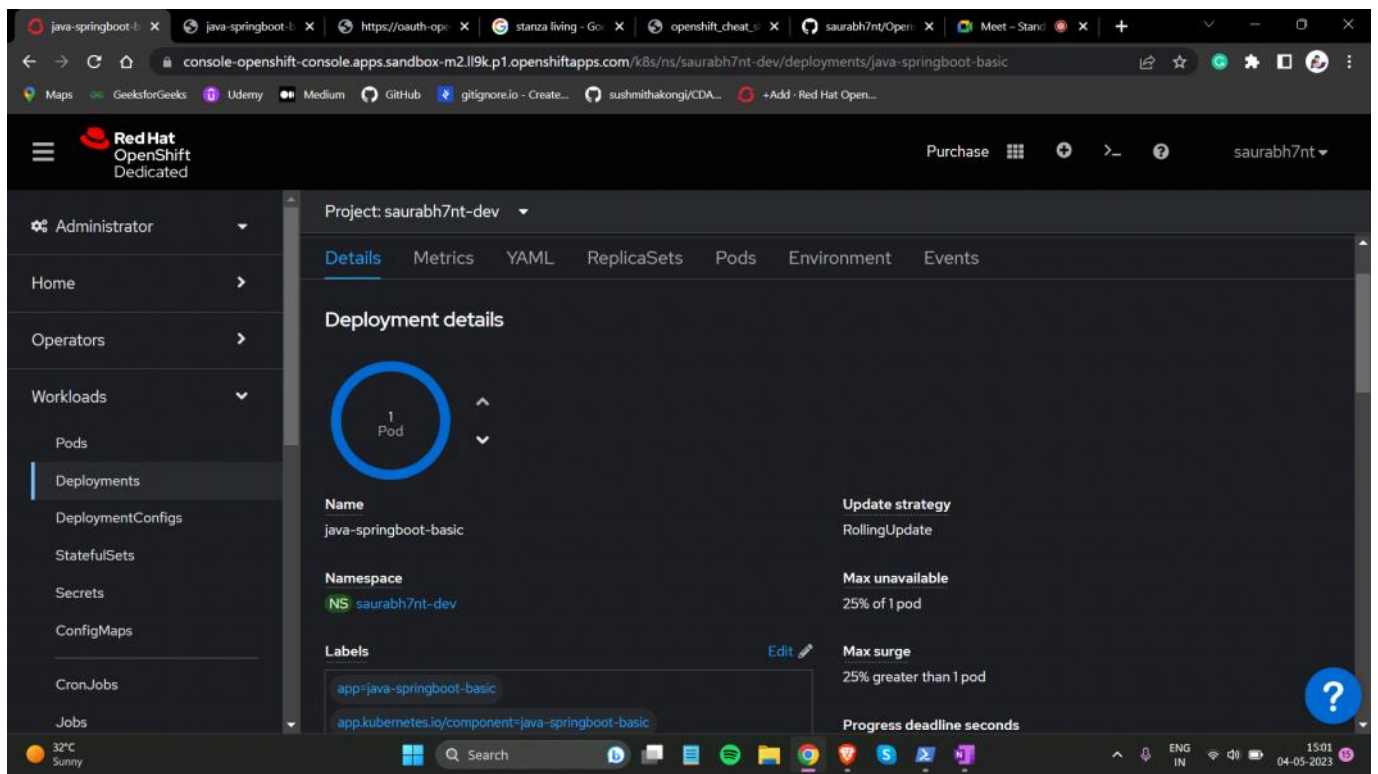 java-springboot-b
java-springboot-b
https://oauth-ope
stanza living - Goo
openshift_cheat_sl
saurabh7nt/Open
Meet – Stand
console-openshift-console.apps.sandbox-m2.ll9k.p1.openshiftapps.com/k8s/ns/saurabh7nt-dev/deployments/java-springboot-basic
Maps GeeksforGeeks Udemy Medium GitHub gitignore.io - Create... sushmithakongi/CDA... +Add · Red Hat Open...
Red Hat
OpenShift
Dedicated
Purchase
saurabh7nt
Administrator
Home
Operators
Workloads
Pods
Deployments
DeploymentConfigs
StatefulSets
Secrets
ConfigMaps
CronJobs
Jobs
Project: saurabh7nt-dev
Details Metrics YAML ReplicaSets Pods Environment Events
Deployment details
1
Pod
Name
java-springboot-basic
Namespace
NS saurabh7nt-dev
Labels
Edit
app=java-springboot-basic
app.kubernetes.io/component=java-springboot-basic
Update strategy
RollingUpdate
Max unavailable
25% of 1 pod
Max surge
25% greater than 1 pod
Progress deadline seconds
?
32°C
Sunny
Search
ENG
IN
15:01
04-05-2023
15